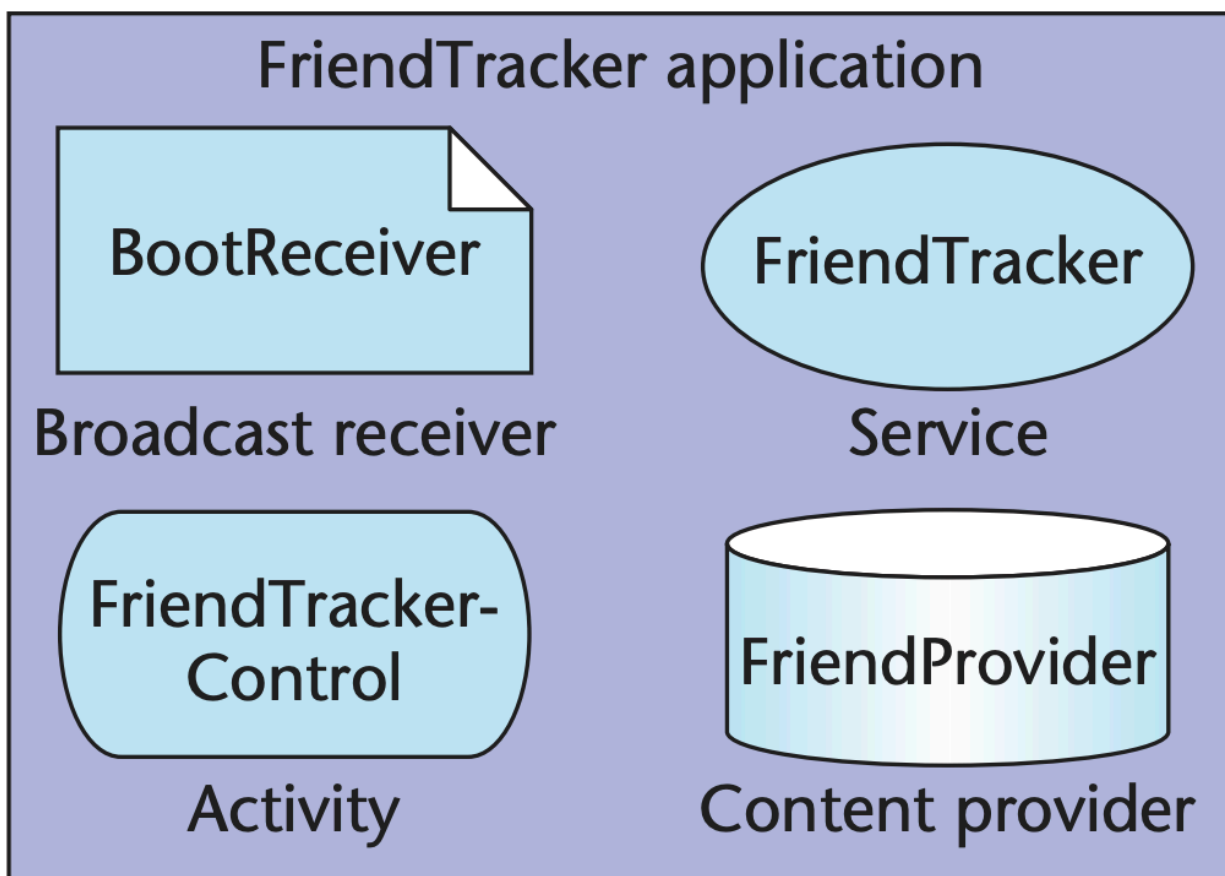 FriendTracker application
BootReceiver
Broadcast receiver
FriendTracker
Service
FriendTracker-
Control
Activity
FriendProvider
Content provider